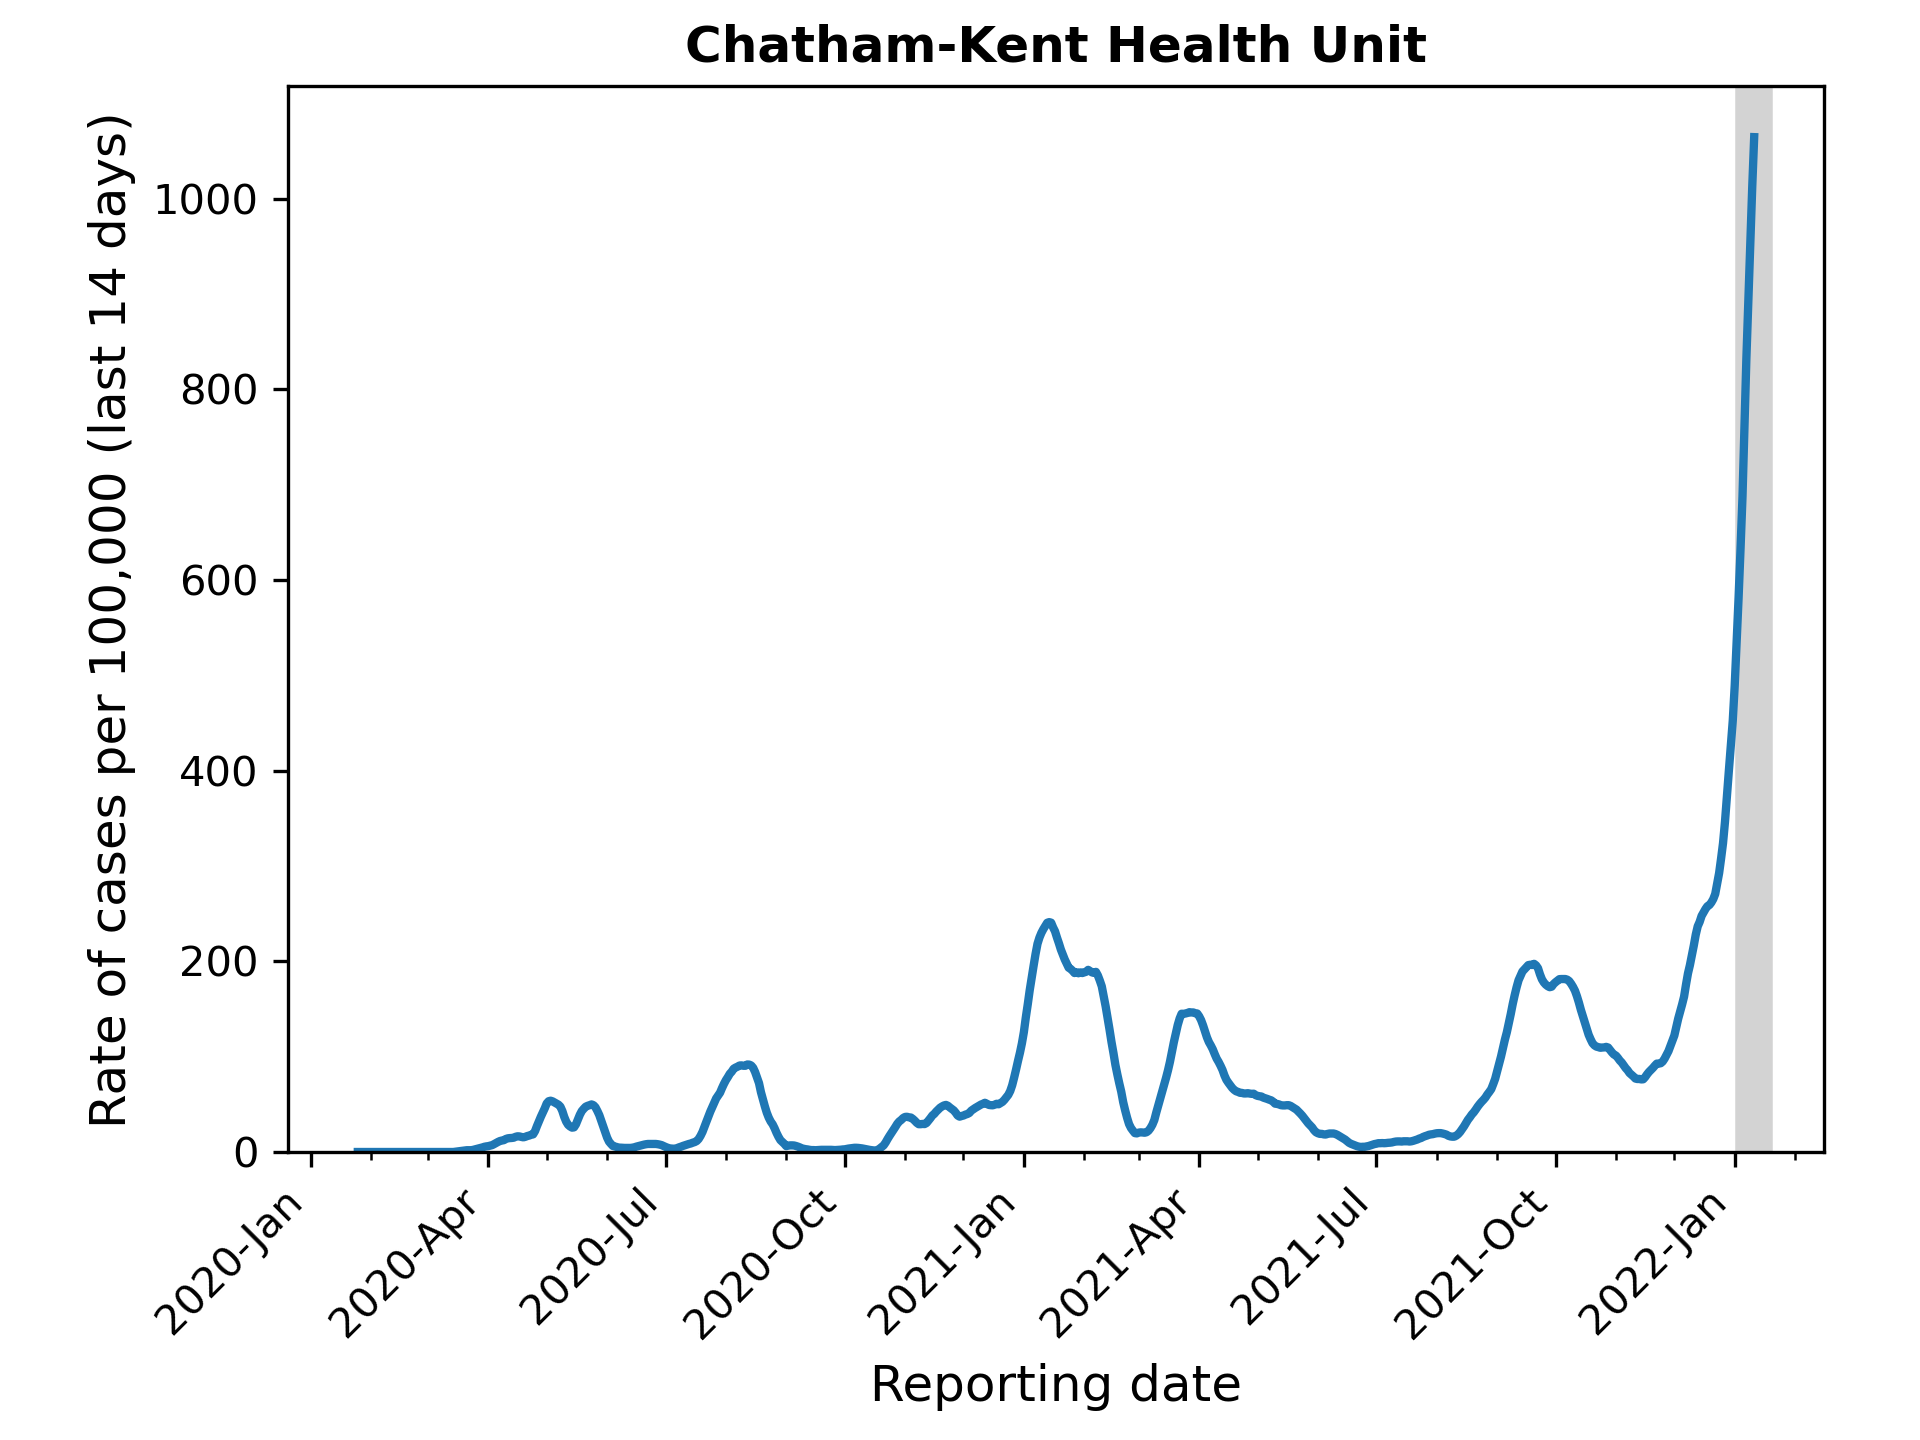 Chatham-Kent Health Unit
Rate of cases per 100,000 (last 14 days)
1000
800
600
400
200
0
2020-Jan
2020-Apr
2020-Jul
2020-Oct
2021-Jan
2021-Apr
2021-Jul
2021-Oct
2022-Jan
Reporting date